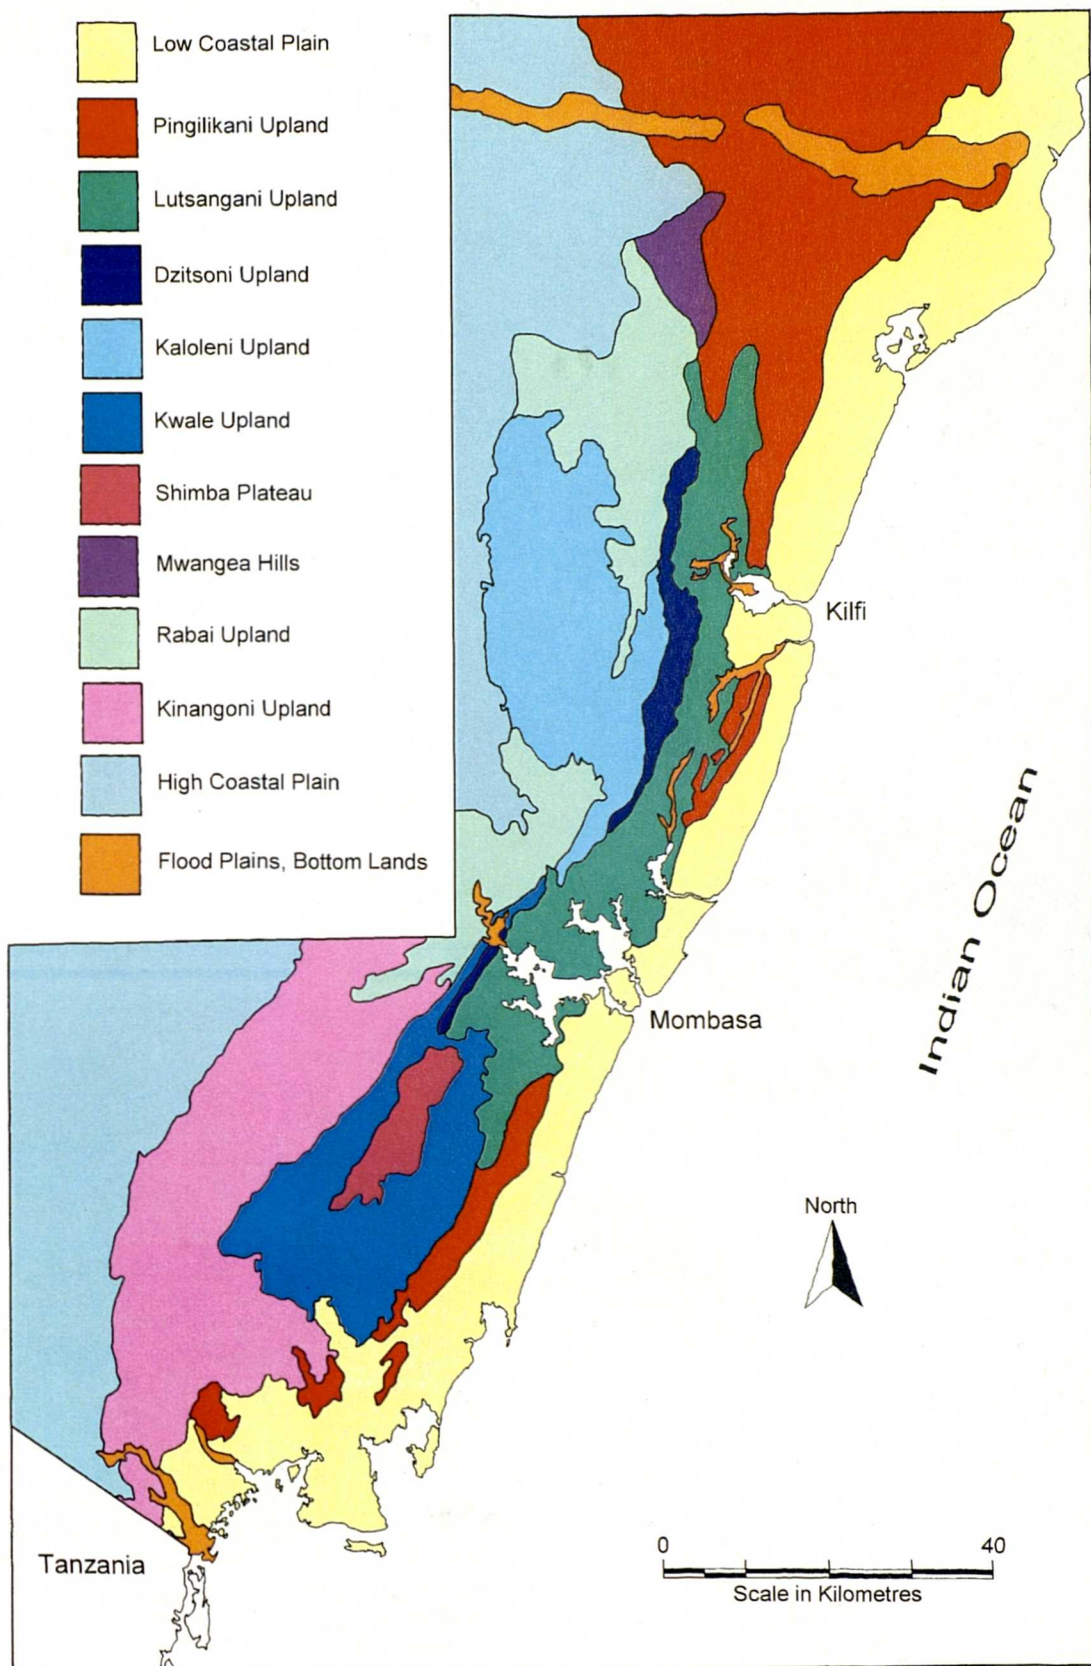 Low Coastal Plain
Pingilikani Upland
Lutsangani Upland
Dzitsoni Upland
Kaloleni Upland
Kwale Upland
Shimba Plateau
Mwangea Hills
Rabai Upland
Kinangoni Upland
High Coastal Plain
Flood Plains, Bottom Lands
Kilfi
Indian Ocean
Mombasa
North
Tanzania
0 40
Scale in Kilometres